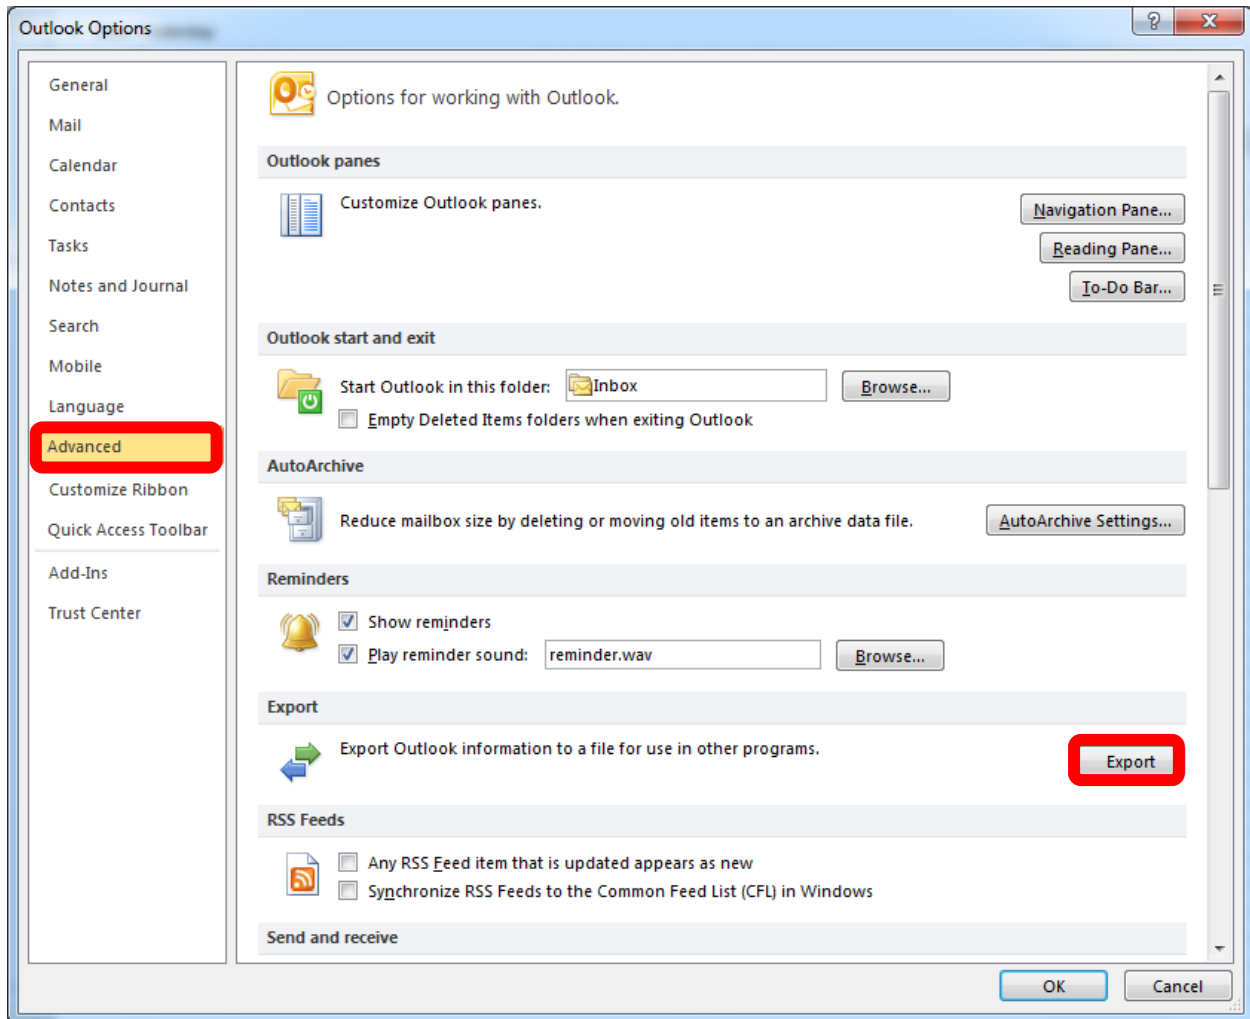 Outlook Options
General
Mail
Calendar
Contacts
Tasks
Notes and Journal
Search
Mobile
Language
Advanced
Customize Ribbon
Quick Access Toolbar
Add-Ins
Trust Center
Options for working with Outlook.
Outlook panes
Customize Outlook panes.
Navigation Pane...
Reading Pane...
To-Do Bar...
Outlook start and exit
Start Outlook in this folder: Inbox Browse...
Empty Deleted Items folders when exiting Outlook
AutoArchive
Reduce mailbox size by deleting or moving old items to an archive data file. AutoArchive Settings...
Reminders
Show reminders
Play reminder sound: reminder.wav Browse...
Export
Export Outlook information to a file for use in other programs. Export
RSS Feeds
Any RSS Feed item that is updated appears as new
Synchronize RSS Feeds to the Common Feed List (CFL) in Windows
Send and receive
OK Cancel